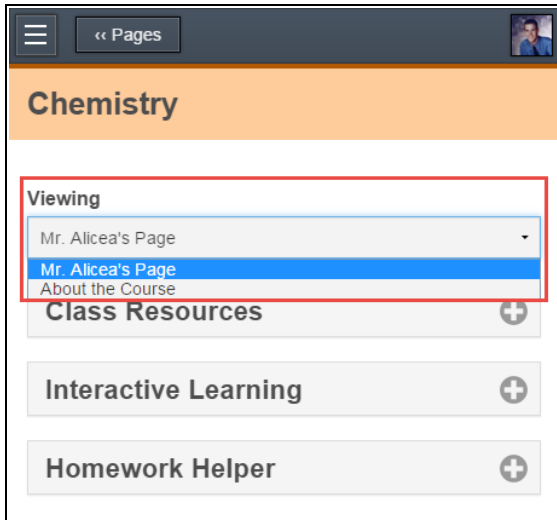 ‹‹ Pages
Chemistry
Viewing
Mr. Alicea's Page
Mr. Alicea's Page
About the Course
Class Resources
Interactive Learning
Homework Helper